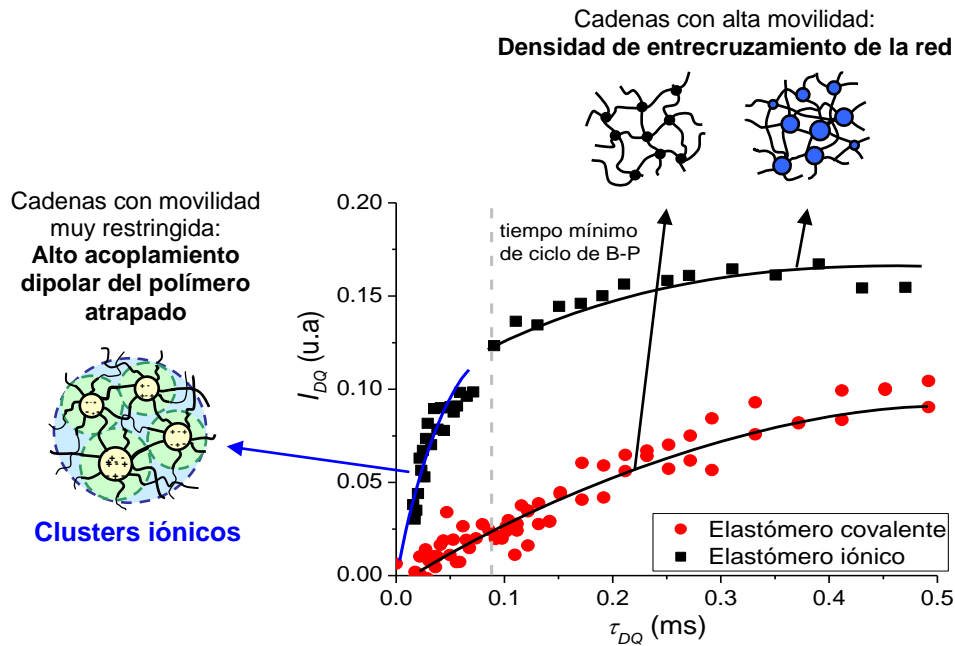 Cadenas con alta movilidad:
Densidad de entrecruzamiento de la red
Cadenas con movilidad
muy restringida:
Alto acoplamiento
dipolar del polímero
atrapado
Clusters iónicos
tiempo mínimo
de ciclo de B-P
0.20
0.15
0.10
0.05
0.00
I_DQ (u.a)
0.0 0.1 0.2 0.3 0.4 0.5
τ_DQ (ms)
Elastómero covalente
Elastómero iónico